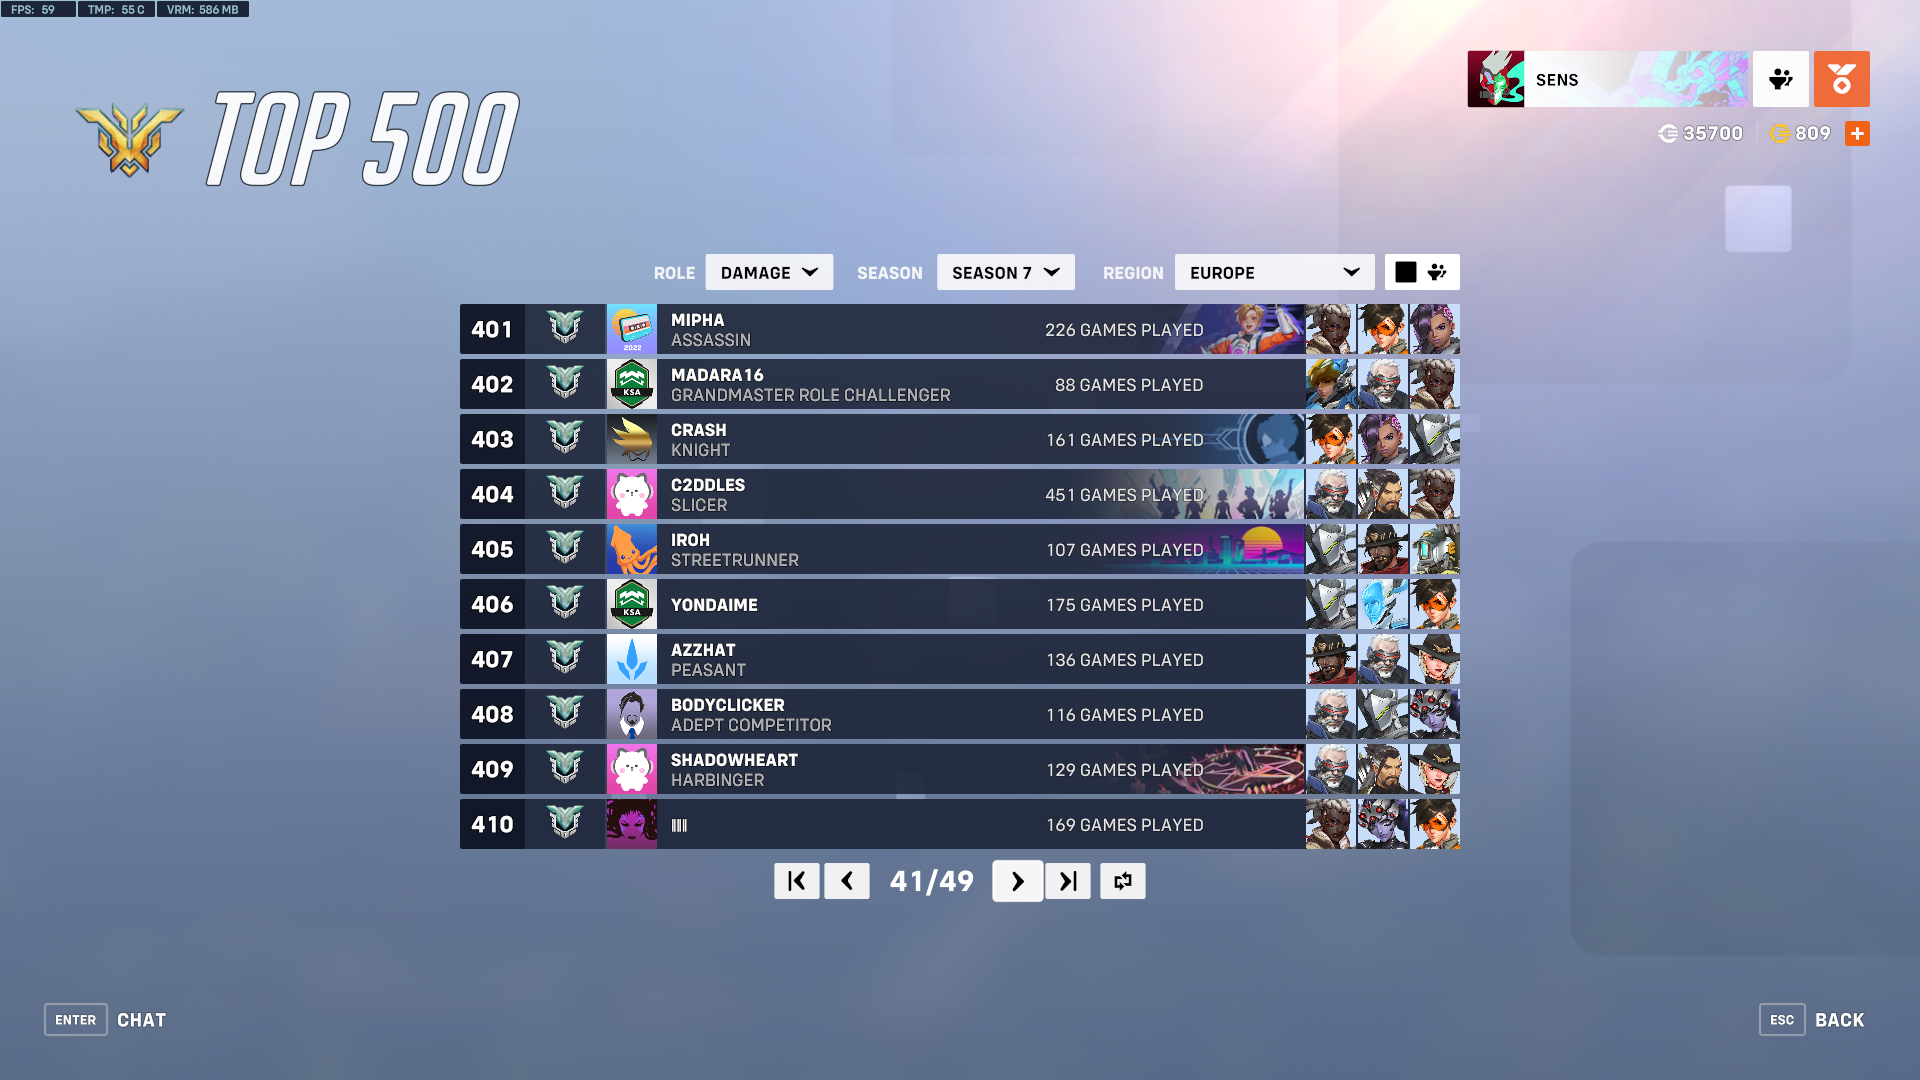 FPS: 59 TMP: 55 C VRM: 586 MB
TOP 500
SENS
35700 809
ROLE DAMAGE SEASON SEASON 7 REGION EUROPE
401 2022 MIPHA 226 GAMES PLAYED
ASSASSIN
402 KSA MADARA16 88 GAMES PLAYED
GRANDMASTER ROLE CHALLENGER
403 CRASH 161 GAMES PLAYED
KNIGHT
404 C2DDLES 451 GAMES PLAYED
SLICER
405 IROH 107 GAMES PLAYED
STREETRUNNER
406 KSA YONDAIME 175 GAMES PLAYED
407 AZZHAT 136 GAMES PLAYED
PEASANT
408 BODYCLICKER 116 GAMES PLAYED
ADEPT COMPETITOR
409 SHADOWHEART 129 GAMES PLAYED
HARBINGER
410 169 GAMES PLAYED
41/49
ENTER CHAT
ESC BACK